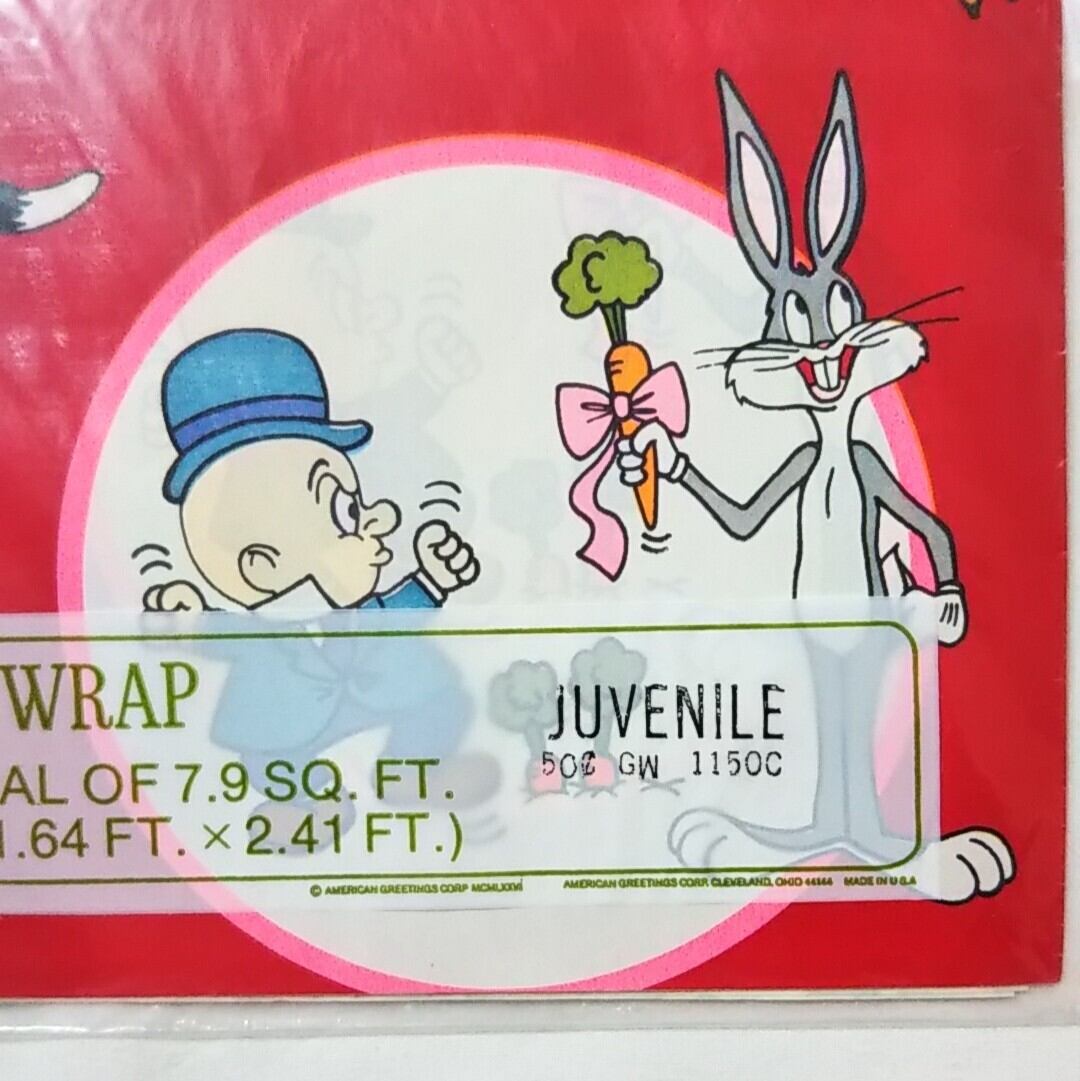 WRAP
JUVENILE
50¢ GW 1150C
AL OF 7.9 SQ. FT.
1.64 FT. × 2.41 FT.)
© AMERICAN GREETINGS CORP MCMLXXVI
AMERICAN GREETINGS CORP. CLEVELAND, OHIO 44144 MADE IN U.S.A